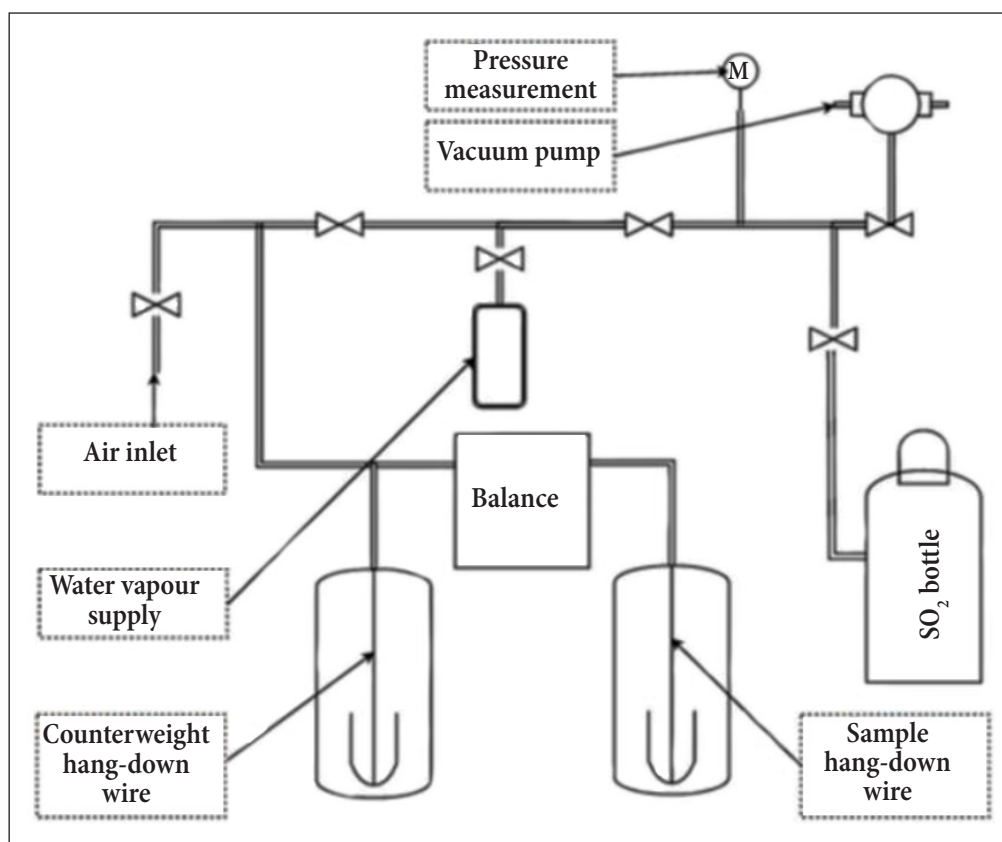 Pressure
measurement
M
Vacuum pump
Air inlet
Balance
Water vapour
supply
SO₂ bottle
Counterweight
hang-down
wire
Sample
hang-down
wire